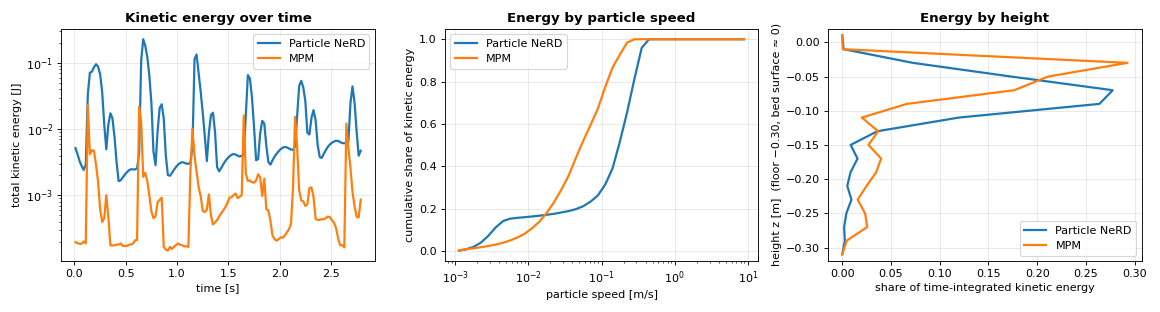 Kinetic energy over time
total kinetic energy [J]
10⁻¹
10⁻²
10⁻³
Particle NeRD
MPM
0.0 0.5 1.0 1.5 2.0 2.5
time [s]
Energy by particle speed
cumulative share of kinetic energy
1.0
0.8
0.6
0.4
0.2
0.0
Particle NeRD
MPM
10⁻³ 10⁻² 10⁻¹ 10⁰ 10¹
particle speed [m/s]
Energy by height
height z [m] (floor −0.30, bed surface ≈ 0)
0.00
−0.05
−0.10
−0.15
−0.20
−0.25
−0.30
Particle NeRD
MPM
0.00 0.05 0.10 0.15 0.20 0.25 0.30
share of time-integrated kinetic energy